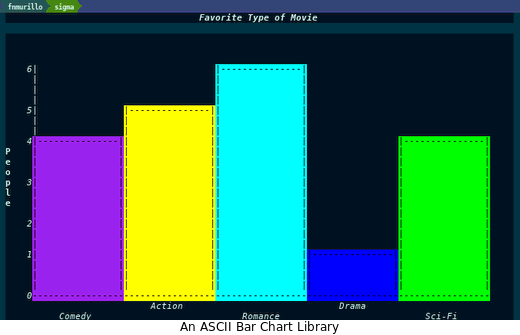 fnmurillo sigma
Favorite Type of Movie
6
5
4
People
3
2
1
0
Action Drama
Comedy Romance Sci-Fi
An ASCII Bar Chart Library